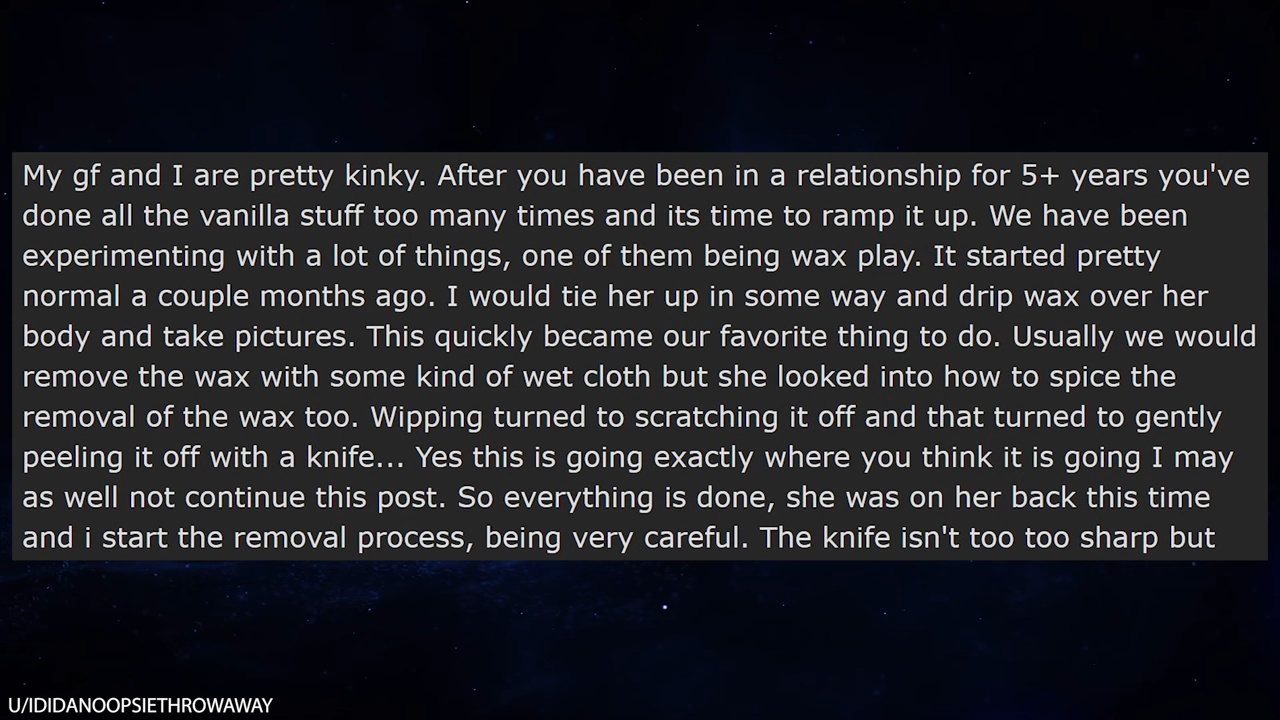 My gf and I are pretty kinky. After you have been in a relationship for 5+ years you've
done all the vanilla stuff too many times and its time to ramp it up. We have been
experimenting with a lot of things, one of them being wax play. It started pretty
normal a couple months ago. I would tie her up in some way and drip wax over her
body and take pictures. This quickly became our favorite thing to do. Usually we would
remove the wax with some kind of wet cloth but she looked into how to spice the
removal of the wax too. Wipping turned to scratching it off and that turned to gently
peeling it off with a knife... Yes this is going exactly where you think it is going I may
as well not continue this post. So everything is done, she was on her back this time
and i start the removal process, being very careful. The knife isn't too too sharp but
U/IDIDANOOPSIETHROWAWAY